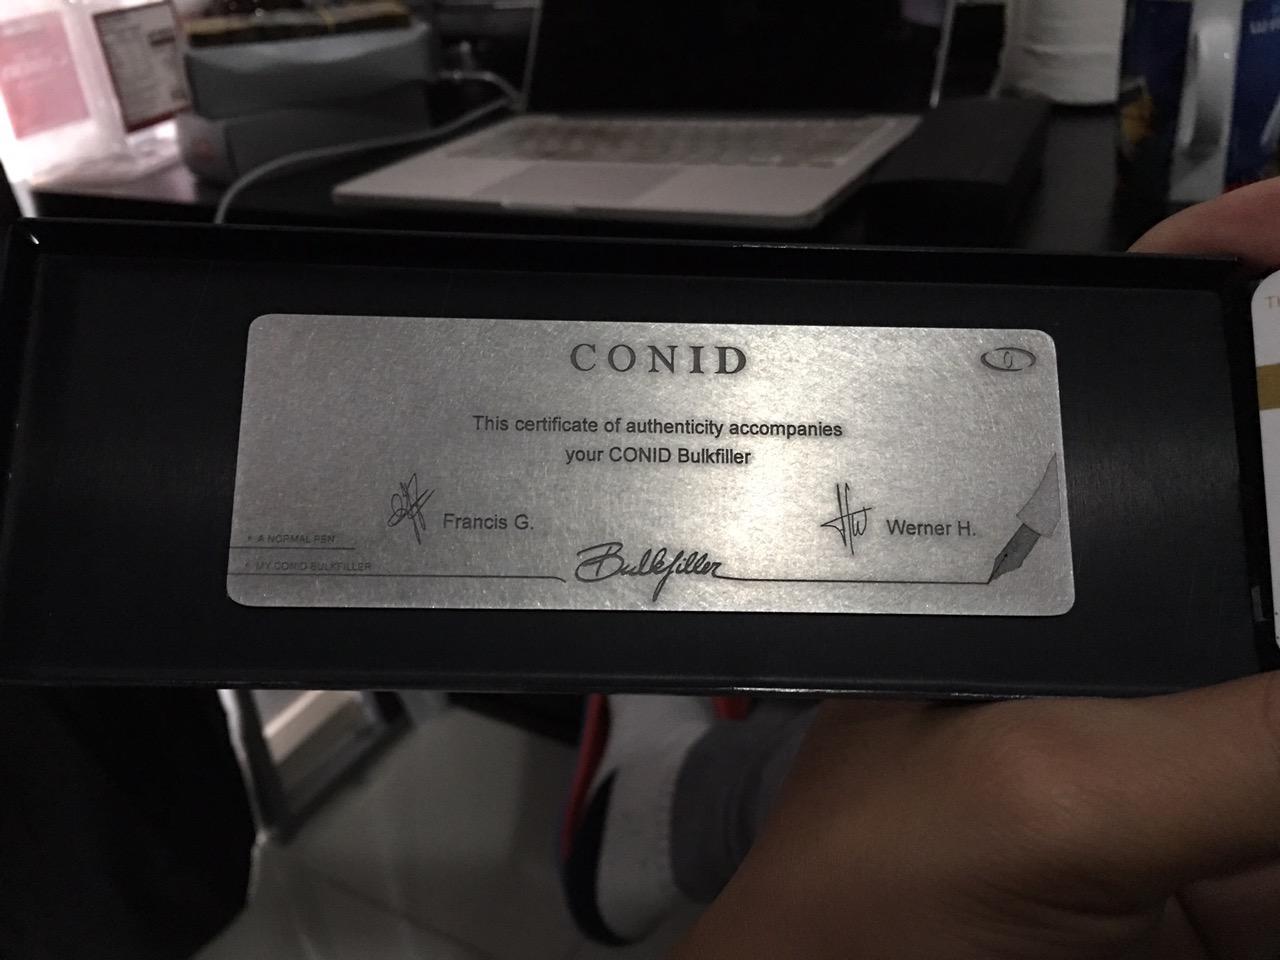 CONID
This certificate of authenticity accompanies
your CONID Bulkfiller
Francis G.
Werner H.
* A NORMAL PEN
* MY CONID BULKFILLER
Bulkfiller